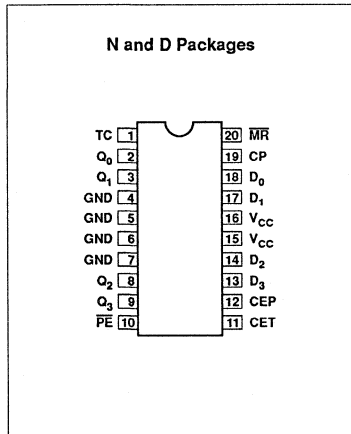 N and D Packages
TC 1 20 M̅R̅
Q0 2 19 CP
Q1 3 18 D0
GND 4 17 D1
GND 5 16 VCC
GND 6 15 VCC
GND 7 14 D2
Q2 8 13 D3
Q3 9 12 CEP
P̅E̅ 10 11 CET